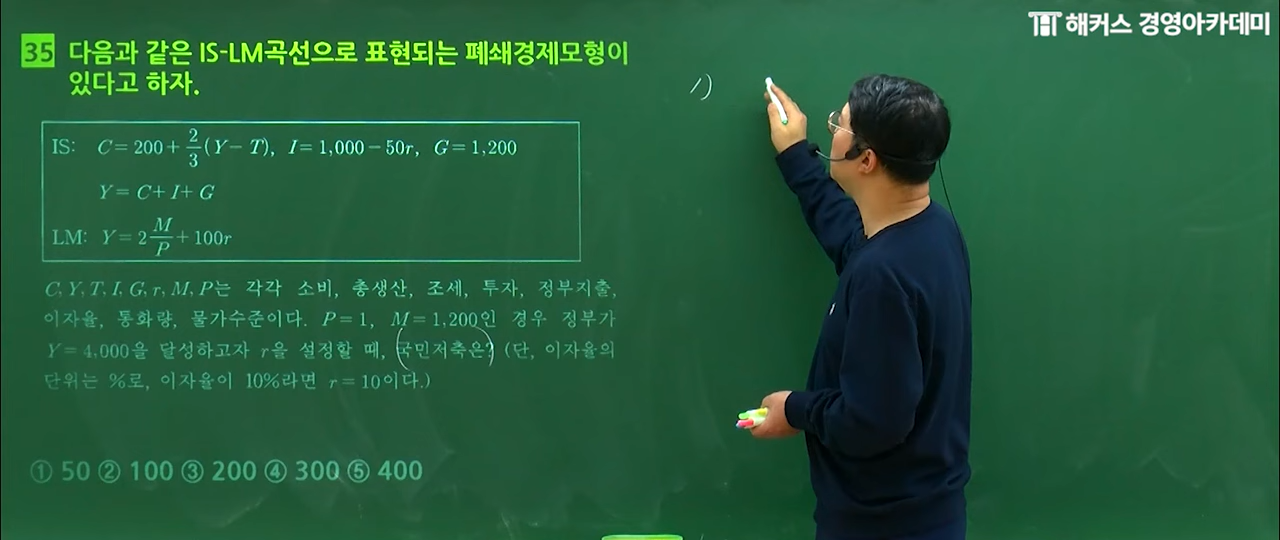 해커스 경영아카데미
35 다음과 같은 IS-LM곡선으로 표현되는 폐쇄경제모형이
있다고 하자.
IS: C=200+2/3(Y-T), I=1,000-50r, G=1,200
Y=C+I+G
LM: Y=2M/P+100r
C, Y, T, I, G, r, M, P는 각각 소비, 총생산, 조세, 투자, 정부지출,
이자율, 통화량, 물가수준이다. P=1, M=1,200인 경우 정부가
Y=4,000을 달성하고자 r을 설정할 때, 국민저축은? (단, 이자율의
단위는 %로, 이자율이 10%라면 r=10이다.)
① 50 ② 100 ③ 200 ④ 300 ⑤ 400
1)